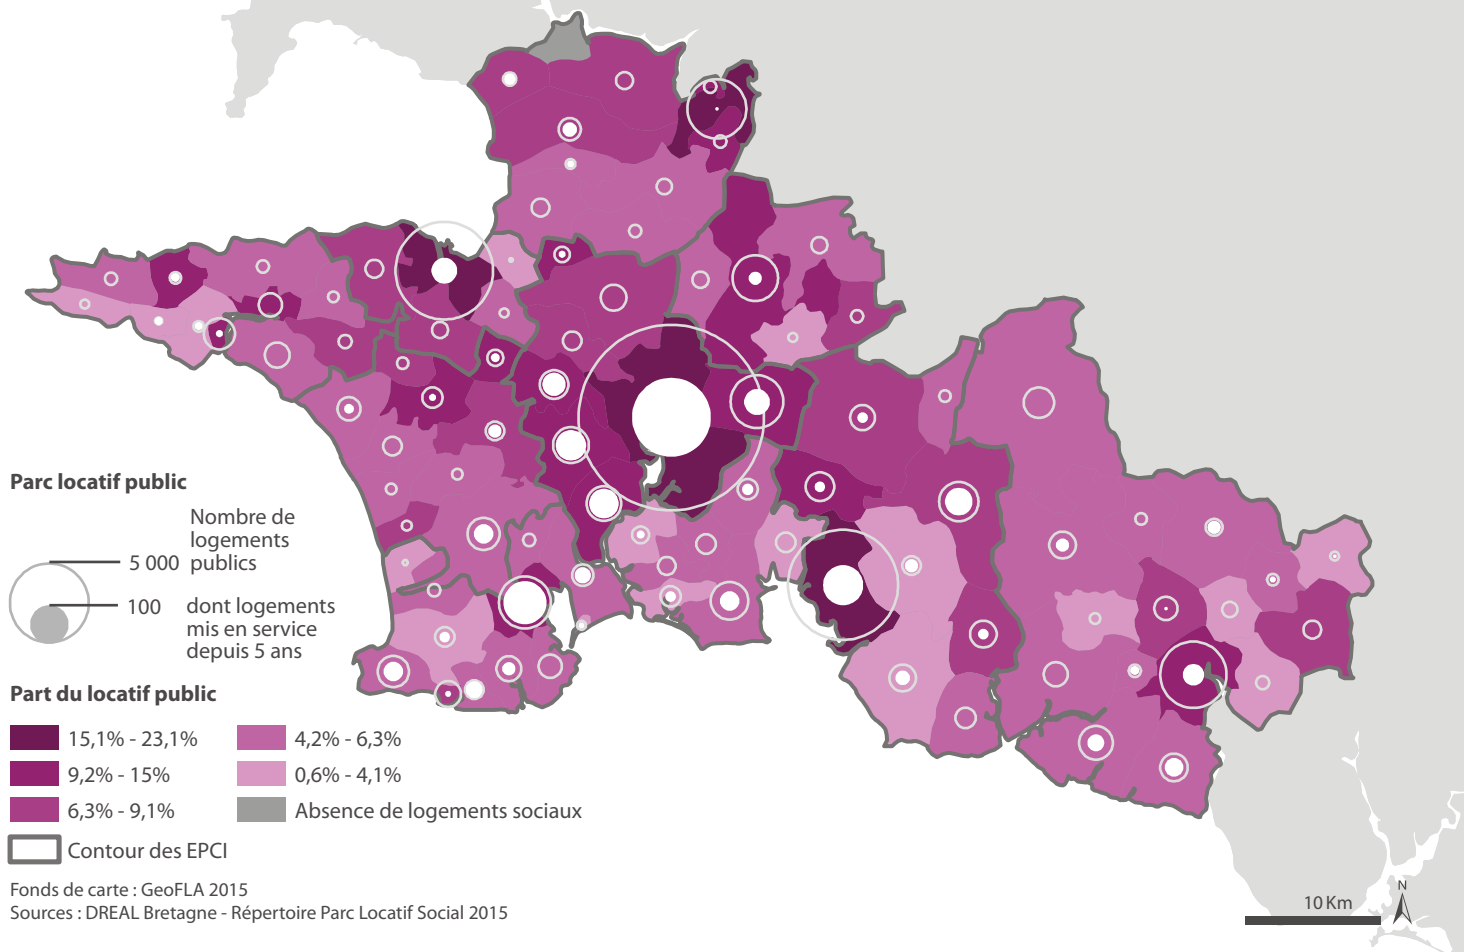 Parc locatif public
Nombre de
logements
publics
5 000
100
dont logements
mis en service
depuis 5 ans
Part du locatif public
15,1% - 23,1%
9,2% - 15%
6,3% - 9,1%
4,2% - 6,3%
0,6% - 4,1%
Absence de logements sociaux
Contour des EPCI
Fonds de carte : GeoFLA 2015
Sources : DREAL Bretagne - Répertoire Parc Locatif Social 2015
10 Km
N